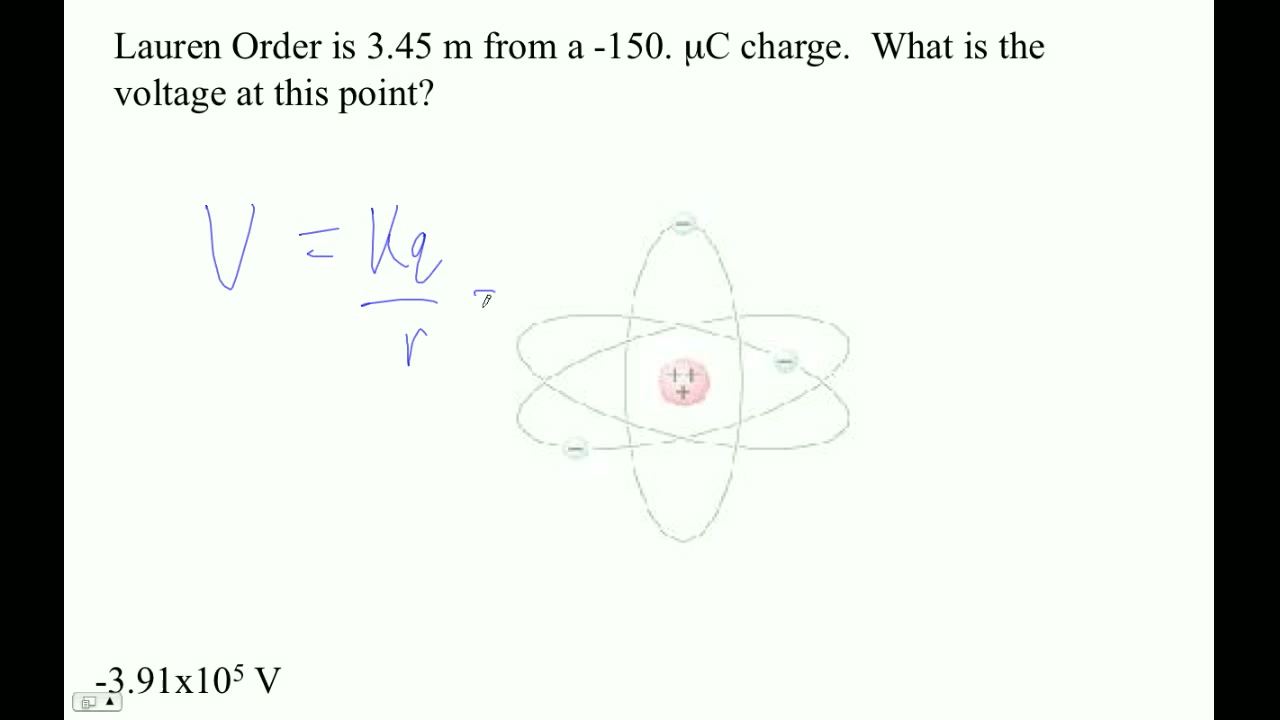 Lauren Order is 3.45 m from a -150. μC charge. What is the
voltage at this point?
V = kq
r
=
++
+
-3.91x10⁵ V